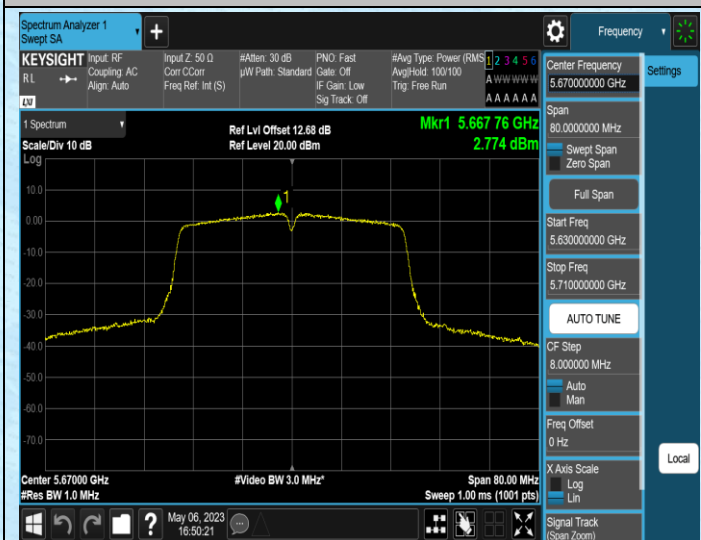 Spectrum Analyzer 1
Swept SA
+
Frequency
KEYSIGHT
RL
LXI
Input: RF
Coupling: AC
Align: Auto
Input Z: 50 Ω
Corr CCorr
Freq Ref: Int (S)
#Atten: 30 dB
µW Path: Standard
PNO: Fast
Gate: Off
IF Gain: Low
Sig Track: Off
#Avg Type: Power (RMS
Avg|Hold: 100/100
Trig: Free Run
1 2 3 4 5 6
A W W W W W
A A A A A A
1 Spectrum
Scale/Div 10 dB
Log
Ref Lvl Offset 12.68 dB
Ref Level 20.00 dBm
Mkr1 5.667 76 GHz
2.774 dBm
1
10.0
0.00
-10.0
-20.0
-30.0
-40.0
-50.0
-60.0
-70.0
Center 5.67000 GHz
#Res BW 1.0 MHz
#Video BW 3.0 MHz*
Span 80.00 MHz
Sweep 1.00 ms (1001 pts)
May 06, 2023
16:50:21
?
Center Frequency
5.670000000 GHz
Span
80.0000000 MHz
Swept Span
Zero Span
Full Span
Start Freq
5.630000000 GHz
Stop Freq
5.710000000 GHz
AUTO TUNE
CF Step
8.000000 MHz
Auto
Man
Freq Offset
0 Hz
X Axis Scale
Log
Lin
Signal Track
(Span Zoom)
Settings
Local